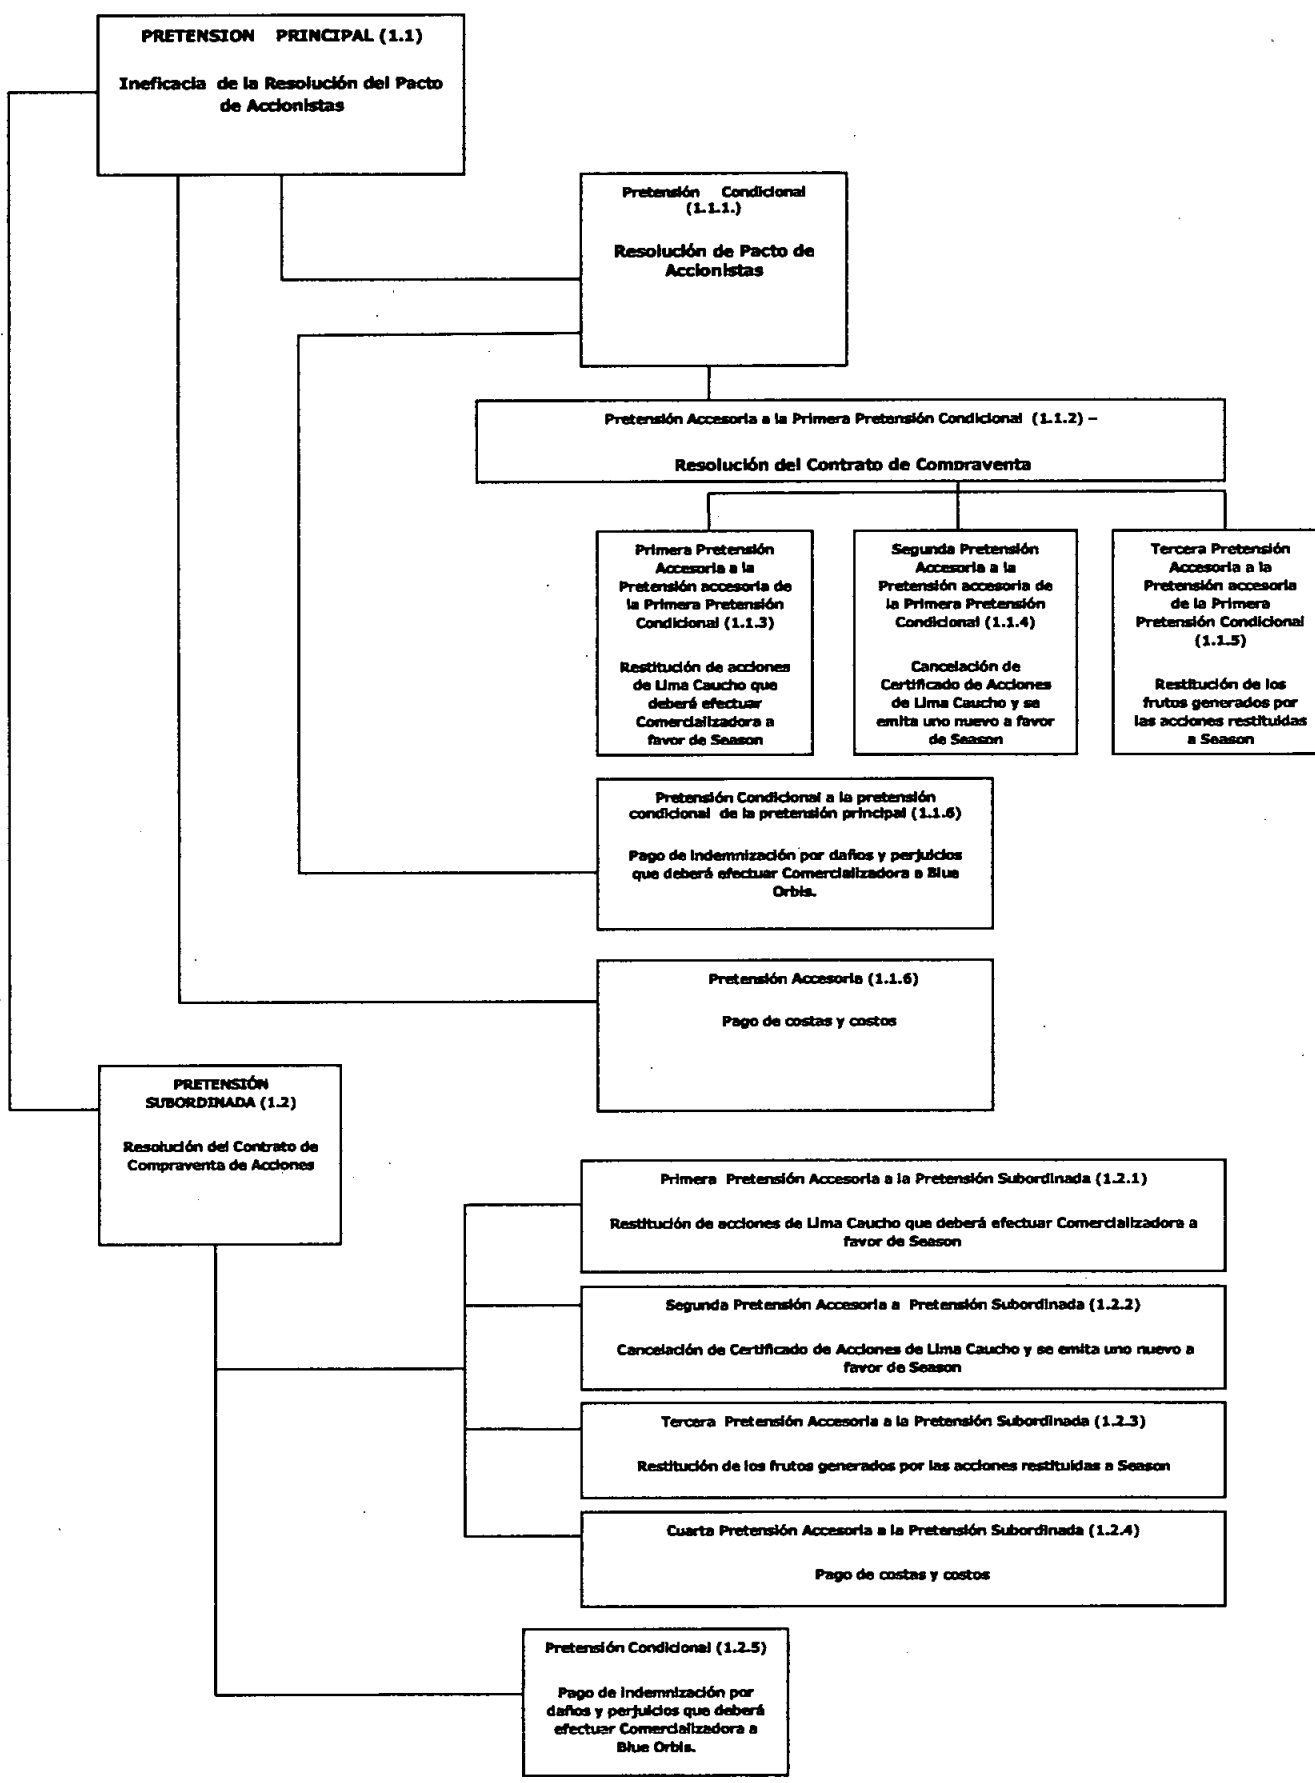 PRETENSION PRINCIPAL (1.1)
Ineficacia de la Resolución del Pacto
de Accionistas
Pretensión Condicional
(1.1.1.)
Resolución de Pacto de
Accionistas
Pretensión Accesoria a la Primera Pretensión Condicional (1.1.2) –
Resolución del Contrato de Compraventa
Primera Pretensión
Accesoria a la
Pretensión accesoria de
la Primera Pretensión
Condicional (1.1.3)
Restitución de acciones
de Lima Caucho que
deberá efectuar
Comercializadora a
favor de Season
Segunda Pretensión
Accesoria a la
Pretensión accesoria de
la Primera Pretensión
Condicional (1.1.4)
Cancelación de
Certificado de Acciones
de Lima Caucho y se
emita uno nuevo a favor
de Season
Tercera Pretensión
Accesoria a la
Pretensión accesoria
de la Primera
Pretensión Condicional
(1.1.5)
Restitución de los
frutos generados por
las acciones restituidas
a Season
Pretensión Condicional a la pretensión
condicional de la pretensión principal (1.1.6)
Pago de indemnización por daños y perjuicios
que deberá efectuar Comercializadora a Blue
Orbis.
Pretensión Accesoria (1.1.6)
Pago de costas y costos
PRETENSIÓN
SUBORDINADA (1.2)
Resolución del Contrato de
Compraventa de Acciones
Primera Pretensión Accesoria a la Pretensión Subordinada (1.2.1)
Restitución de acciones de Lima Caucho que deberá efectuar Comercializadora a
favor de Season
Segunda Pretensión Accesoria a Pretensión Subordinada (1.2.2)
Cancelación de Certificado de Acciones de Lima Caucho y se emita uno nuevo a
favor de Season
Tercera Pretensión Accesoria a la Pretensión Subordinada (1.2.3)
Restitución de los frutos generados por las acciones restituidas a Season
Cuarta Pretensión Accesoria a la Pretensión Subordinada (1.2.4)
Pago de costas y costos
Pretensión Condicional (1.2.5)
Pago de indemnización por
daños y perjuicios que deberá
efectuar Comercializadora a
Blue Orbis.